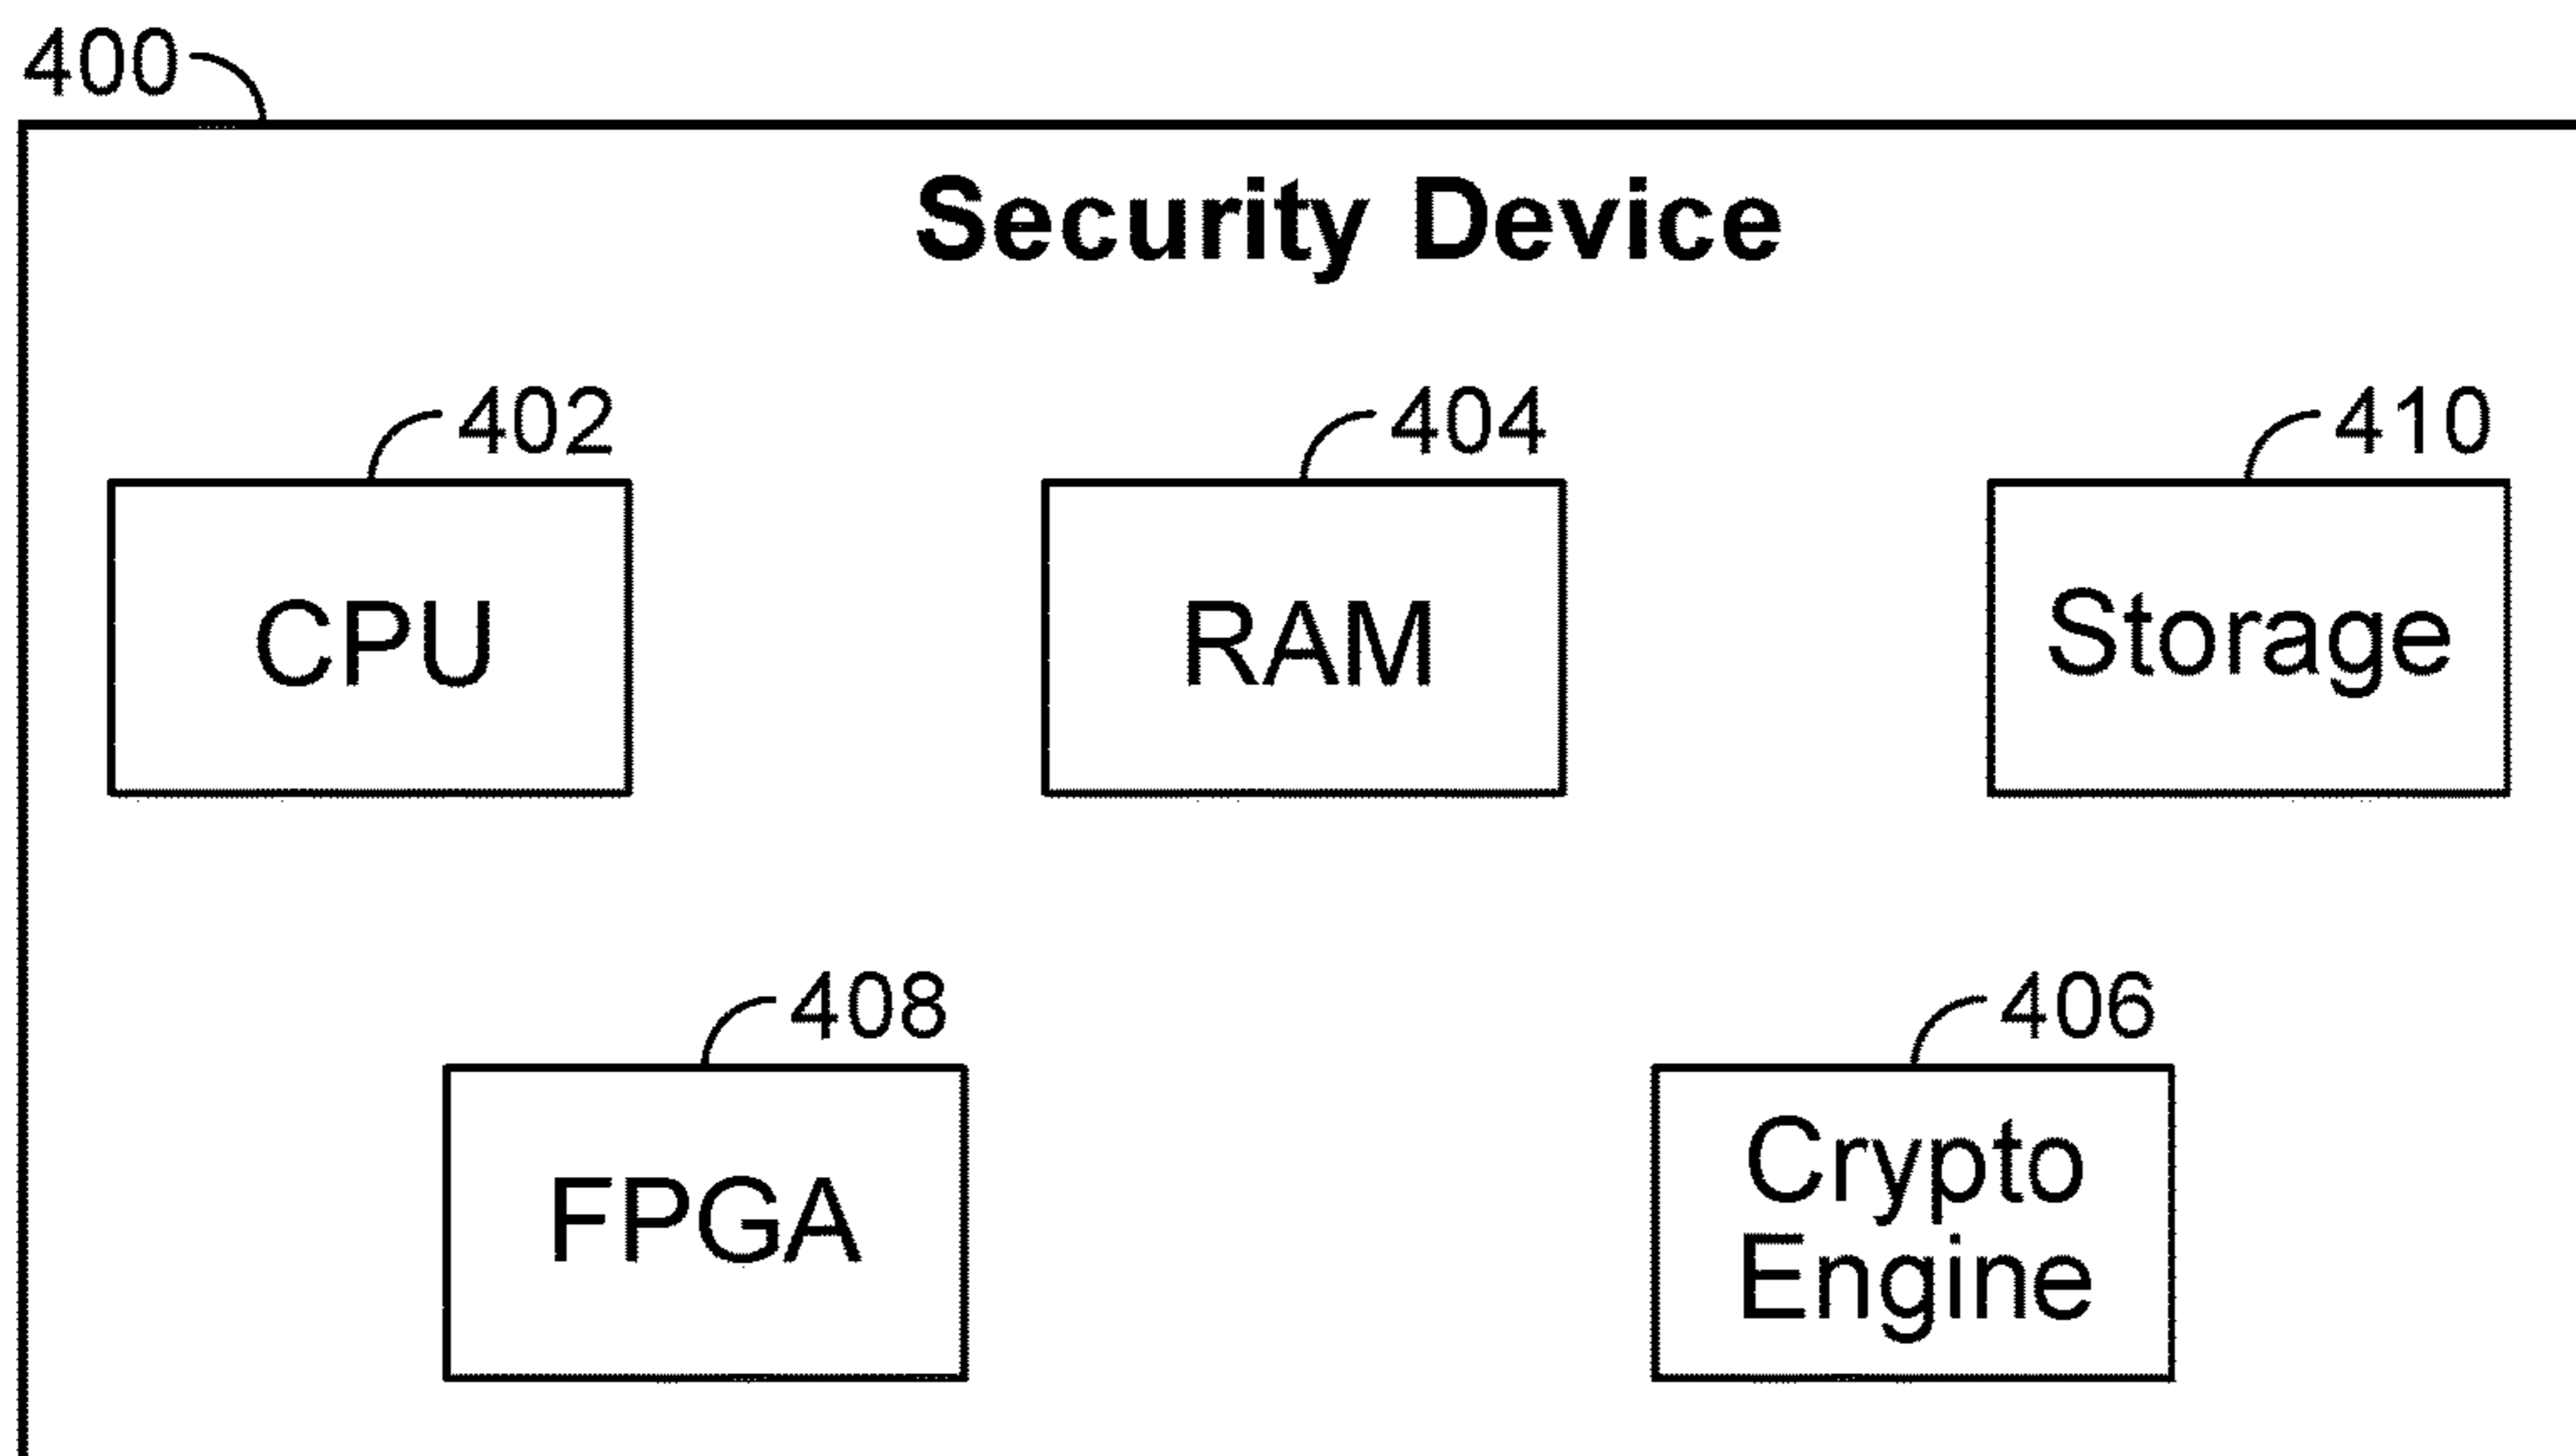 400
Security Device
402
404
410
CPU
RAM
Storage
408
406
FPGA
Crypto
Engine